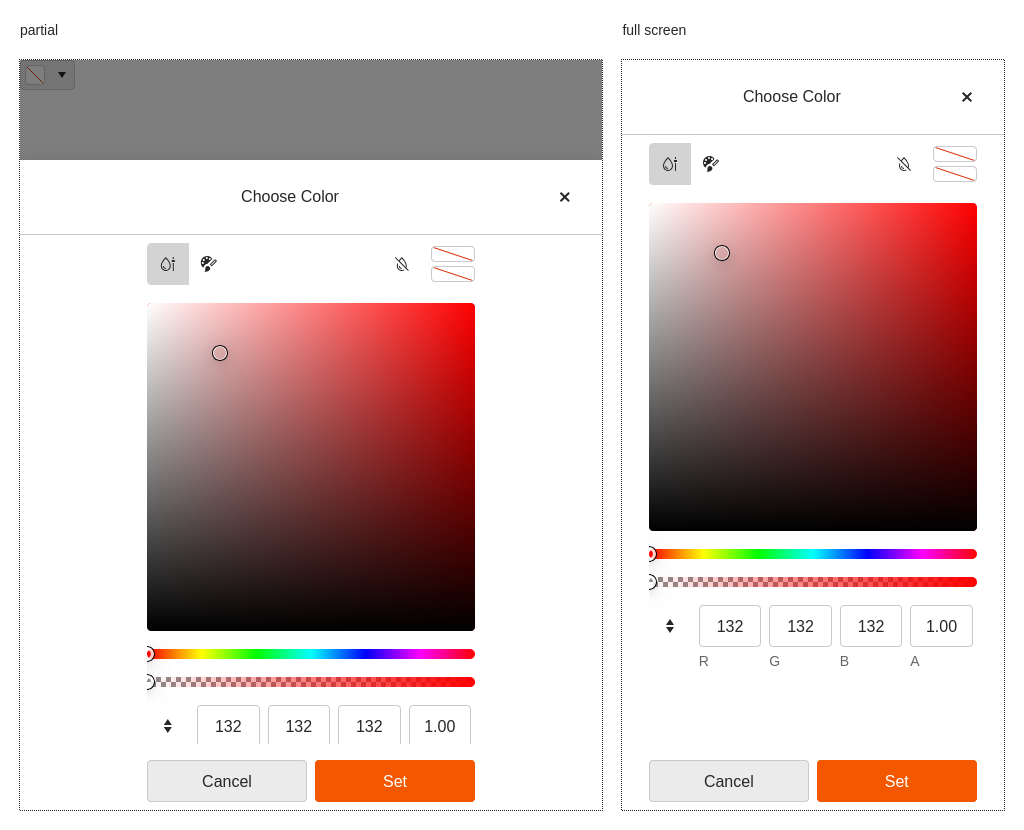 partial
Choose Color
132 132 132 1.00
Cancel Set
full screen
Choose Color
132 132 132 1.00
R G B A
Cancel Set